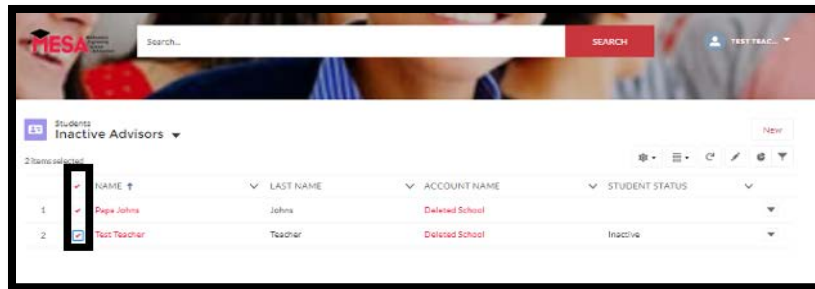 MESA Search... SEARCH TEST TEAC...
Students
Inactive Advisors New
2 items selected
NAME LAST NAME ACCOUNT NAME STUDENT STATUS
1 Papa Johns Johns Deleted School
2 Test Teacher Teacher Deleted School Inactive